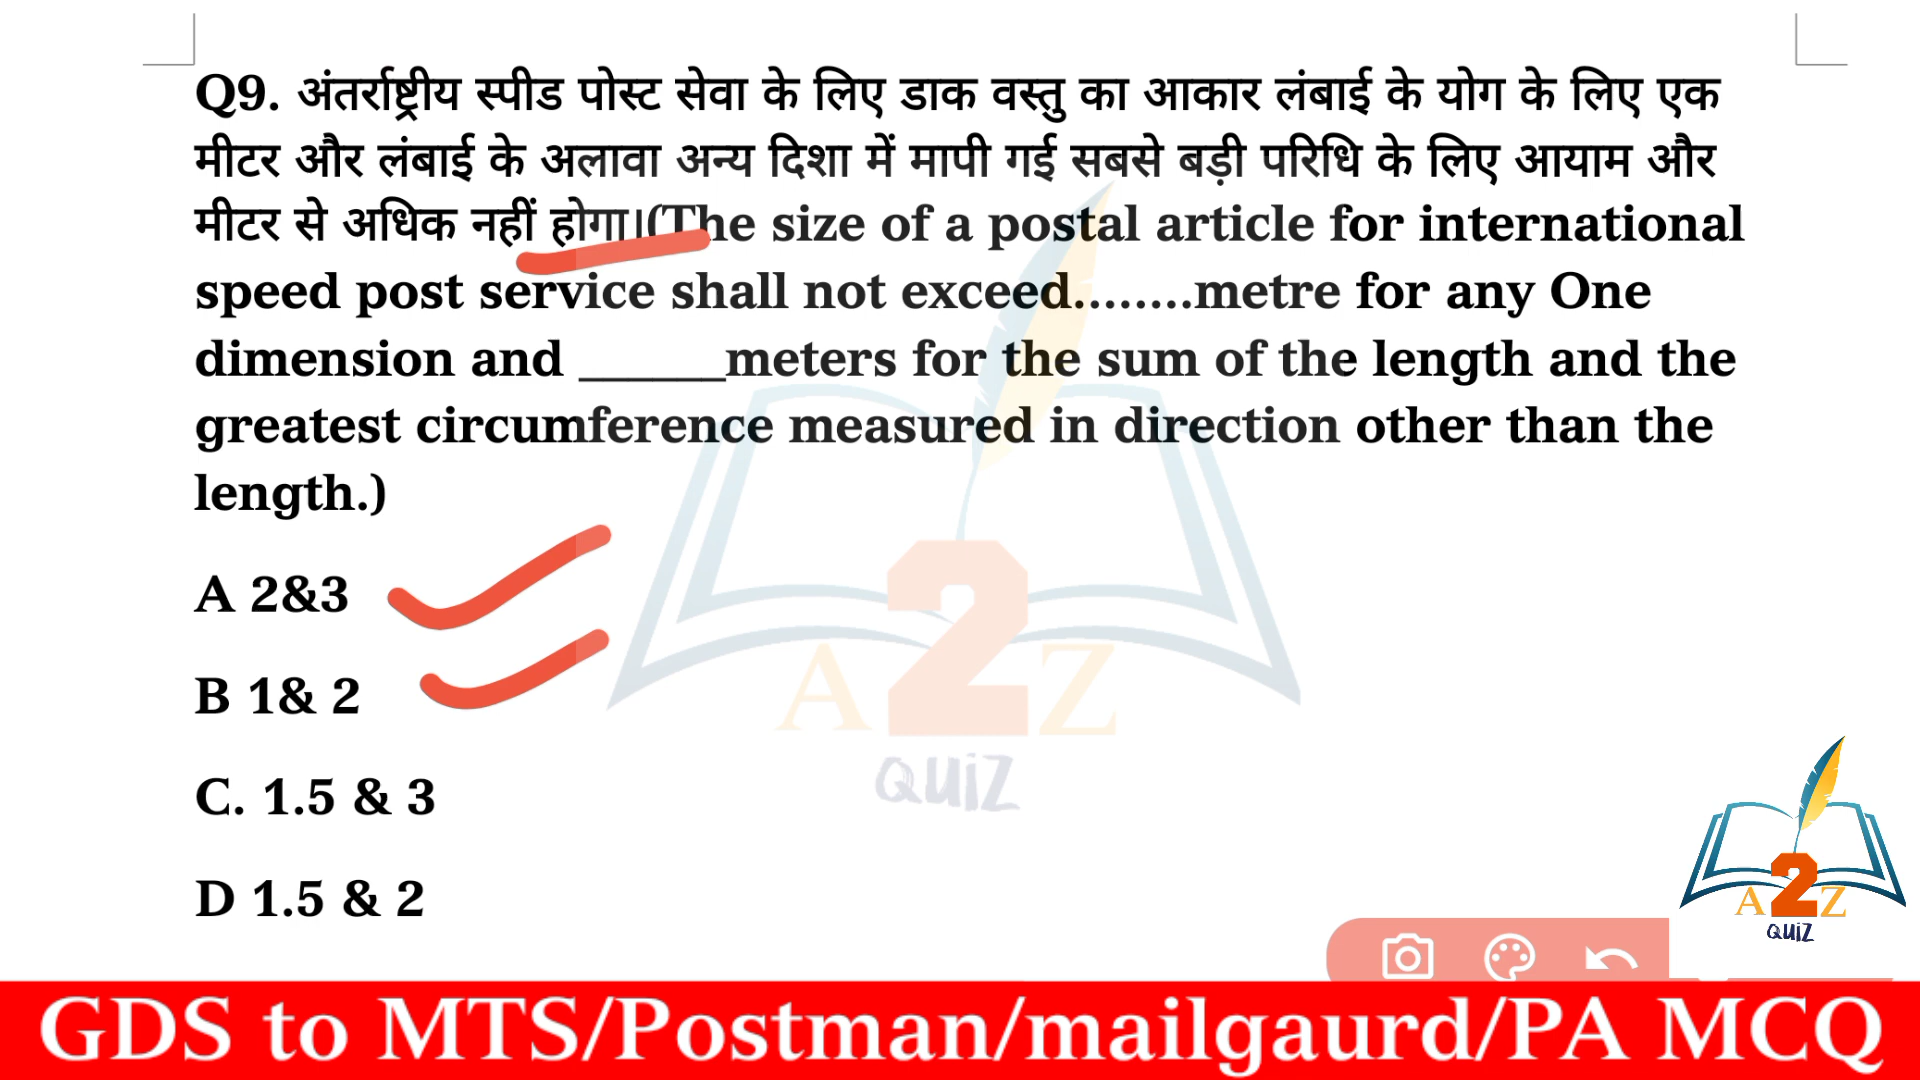 Q9. अंतर्राष्ट्रीय स्पीड पोस्ट सेवा के लिए डाक वस्तु का आकार लंबाई के योग के लिए एक
मीटर और लंबाई के अलावा अन्य दिशा में मापी गई सबसे बड़ी परिधि के लिए आयाम और
मीटर से अधिक नहीं होगा।(The size of a postal article for international
speed post service shall not exceed........metre for any One
dimension and ______meters for the sum of the length and the
greatest circumference measured in direction other than the
length.)
A 2&3
B 1& 2
C. 1.5 & 3
D 1.5 & 2
A 2 Z
QUIZ
A 2 Z
QUIZ
GDS to MTS/Postman/mailgaurd/PA MCQ